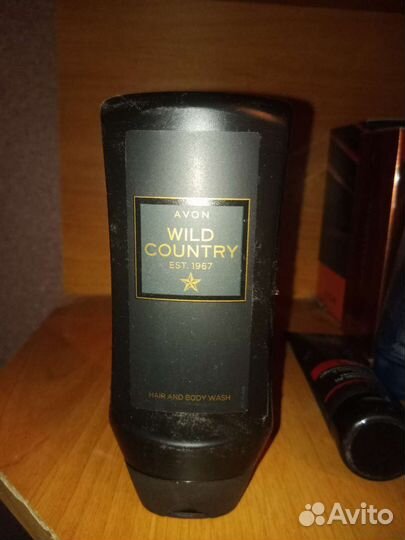 AVON
WILD
COUNTRY
EST. 1967
HAIR AND BODY WASH
Avito